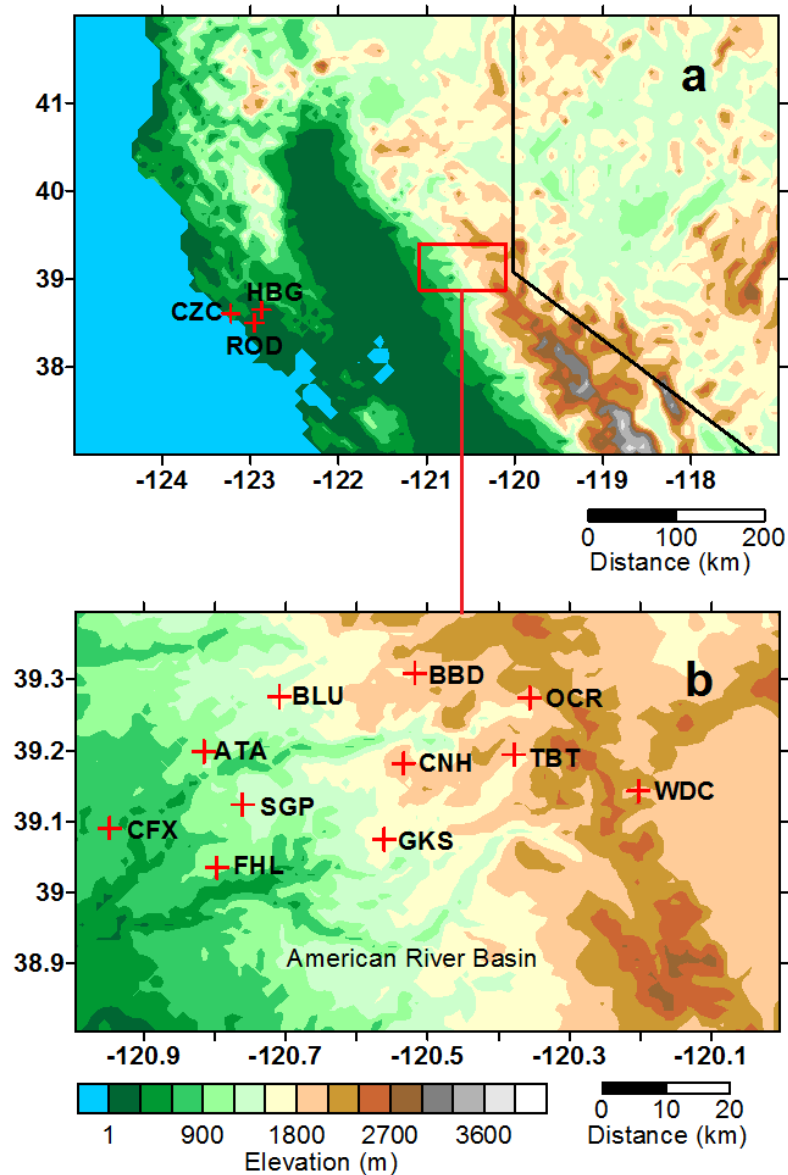 a
41
40
39
38
HBG
CZC
ROD
-124 -123 -122 -121 -120 -119 -118
0 100 200
Distance (km)
b
39.3
39.2
39.1
39
38.9
BBD
BLU OCR
ATA CNH TBT
WDC
SGP
CFX GKS
FHL
American River Basin
-120.9 -120.7 -120.5 -120.3 -120.1
1 900 1800 2700 3600
Elevation (m)
0 10 20
Distance (km)